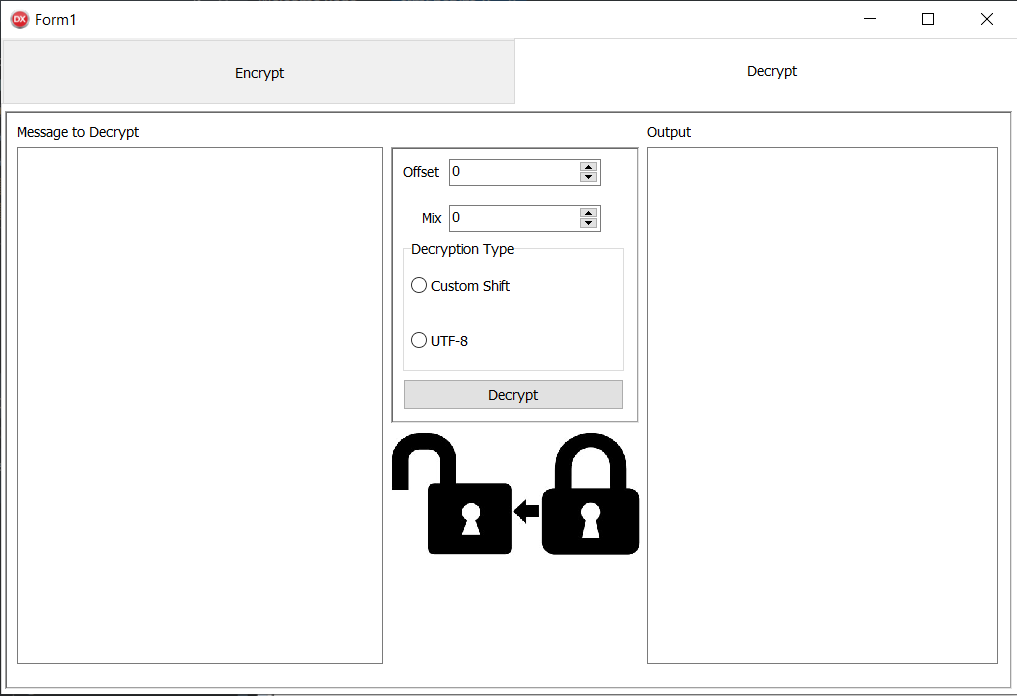 DX Form1
Encrypt
Decrypt
Message to Decrypt
Output
Offset 0
Mix 0
Decryption Type
Custom Shift
UTF-8
Decrypt